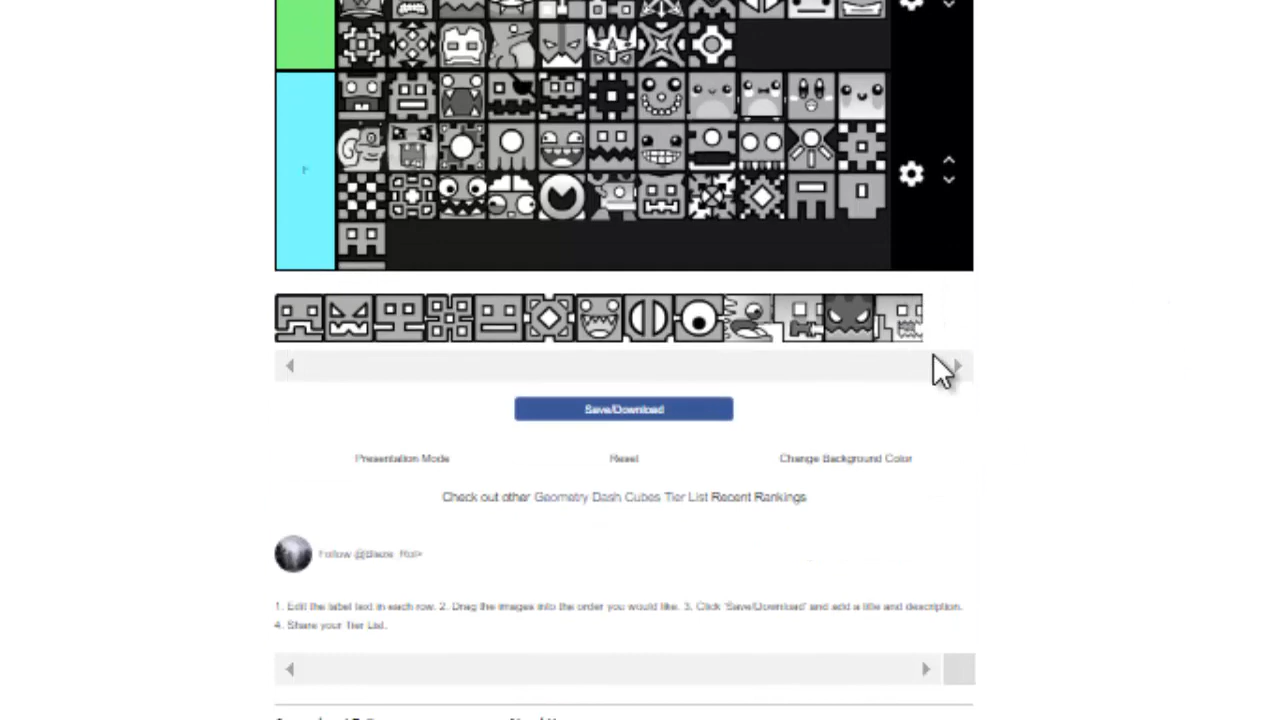 F
Save/Download
Presentation Mode Reset Change Background Color
Check out other Geometry Dash Cubes Tier List Recent Rankings
Follow
1. Edit the label text in each row. 2. Drag the images into the order you would like. 3. Click 'Save/Download' and add a title and description.
4. Share your Tier List.